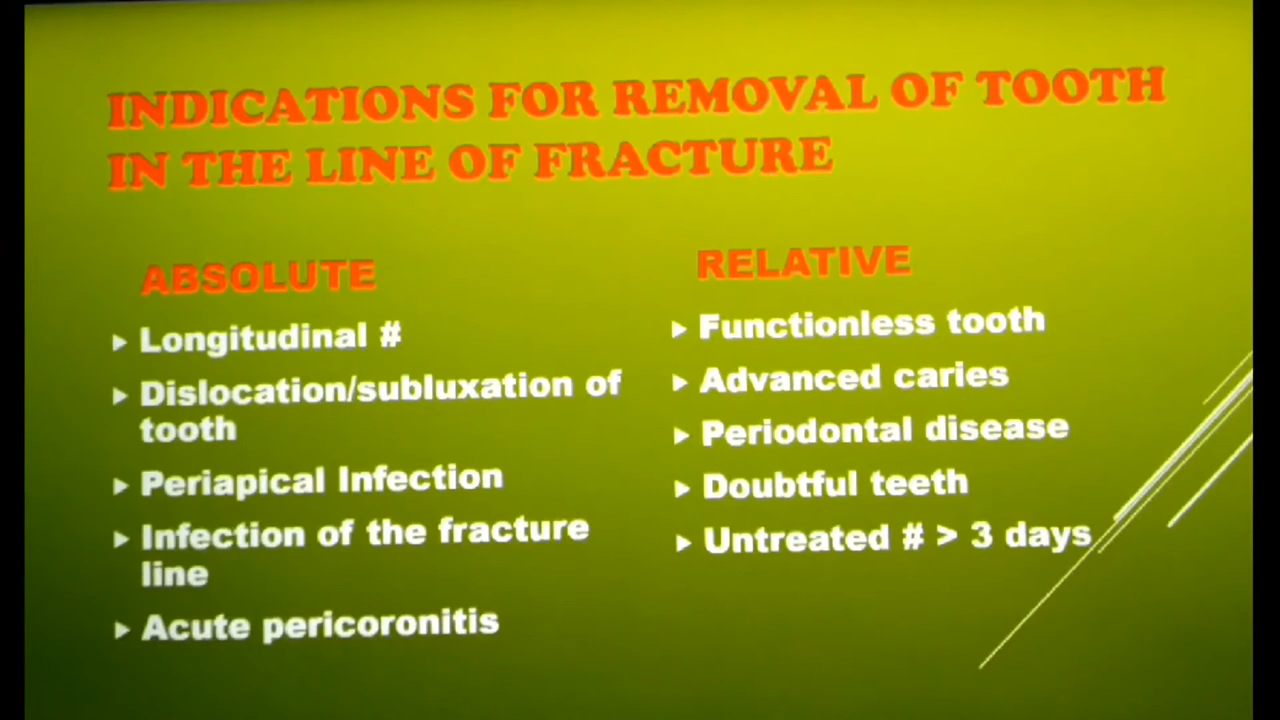 INDICATIONS FOR REMOVAL OF TOOTH
IN THE LINE OF FRACTURE
ABSOLUTE
Longitudinal #
Dislocation/subluxation of
tooth
Periapical Infection
Infection of the fracture
line
Acute pericoronitis
RELATIVE
Functionless tooth
Advanced caries
Periodontal disease
Doubtful teeth
Untreated # > 3 days